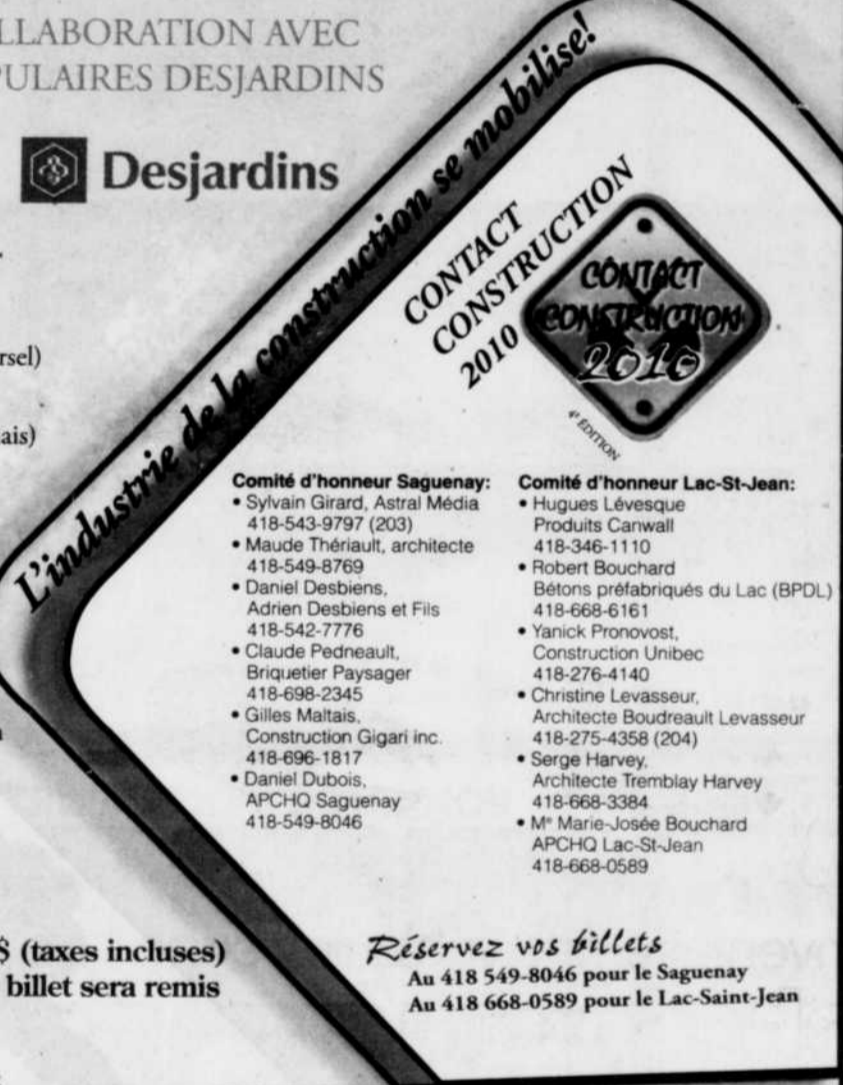 LLABORATION AVEC
PULAIRES DESJARDINS
Desjardins
rsel)
ais)
$ (taxes incluses)
billet sera remis
L'industrie de la construction se mobilise!
CONTACT
CONSTRUCTION
2010
CONTACT
CONSTRUCTION
2010
4e ÉDITION
Comité d'honneur Saguenay:
• Sylvain Girard, Astral Média
418-543-9797 (203)
• Maude Thériault, architecte
418-549-8769
• Daniel Desbiens,
Adrien Desbiens et Fils
418-542-7776
• Claude Pedneault,
Briquetier Paysager
418-698-2345
• Gilles Maltais,
Construction Gigari inc.
418-696-1817
• Daniel Dubois,
APCHQ Saguenay
418-549-8046
Comité d'honneur Lac-St-Jean:
• Hugues Lévesque
Produits Canwall
418-346-1110
• Robert Bouchard
Bétons préfabriqués du Lac (BPDL)
418-668-6161
• Yanick Pronovost,
Construction Unibec
418-276-4140
• Christine Levasseur,
Architecte Boudreault Levasseur
418-275-4358 (204)
• Serge Harvey,
Architecte Tremblay Harvey
418-668-3384
• Me Marie-Josée Bouchard
APCHQ Lac-St-Jean
418-668-0589
Réservez vos billets
Au 418 549-8046 pour le Saguenay
Au 418 668-0589 pour le Lac-Saint-Jean